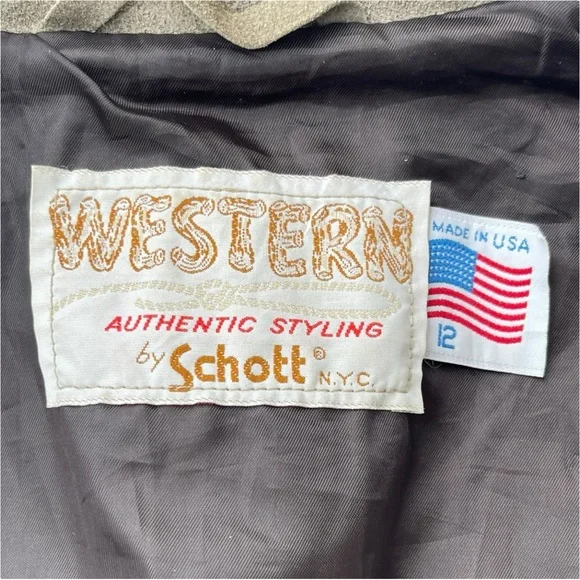 WESTERN
AUTHENTIC STYLING
by Schott® N.Y.C.
MADE IN USA
12